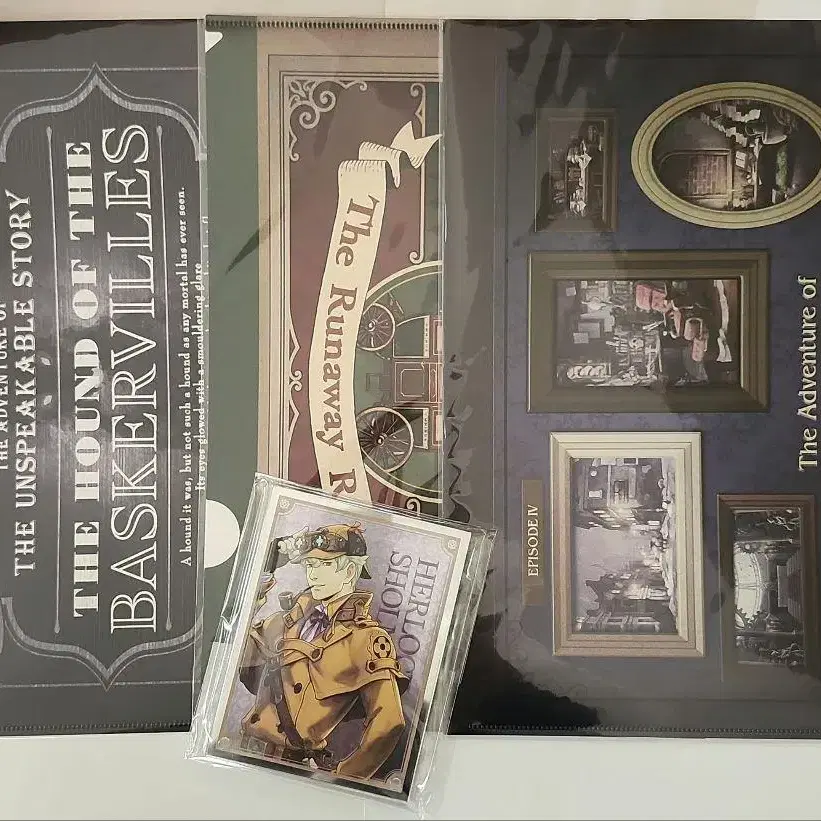 THE ADVENTURE OF
THE UNSPEAKABLE STORY
THE HOUND OF THE
BASKERVILLES
A hound it was, but not such a hound as any mortal has ever seen.
Its eyes glowed with a smouldering glare
The Runaway R
EPISODE IV
The Adventure of
HERLOC
SHOL